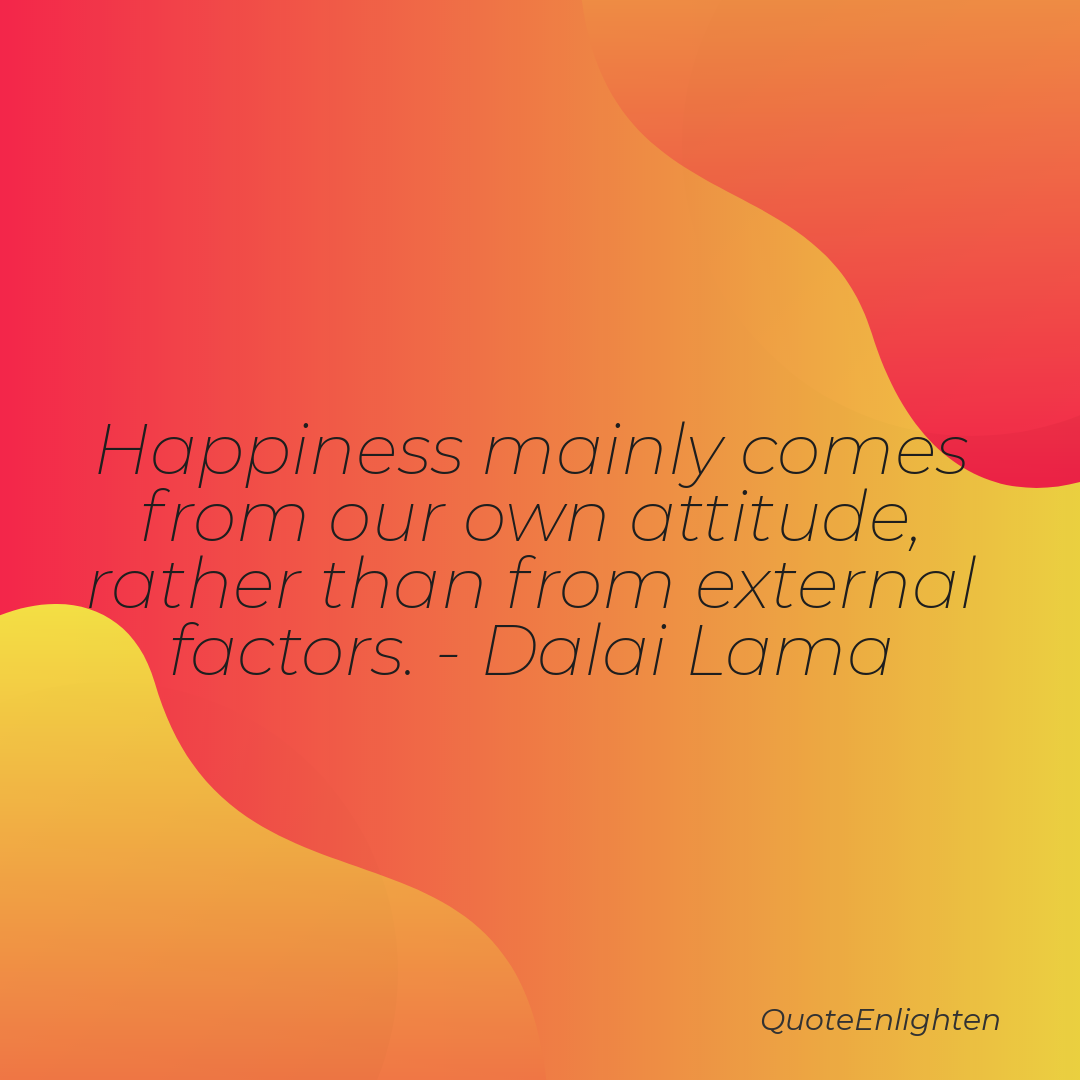 Happiness mainly comes
from our own attitude,
rather than from external
factors. - Dalai Lama
QuoteEnlighten